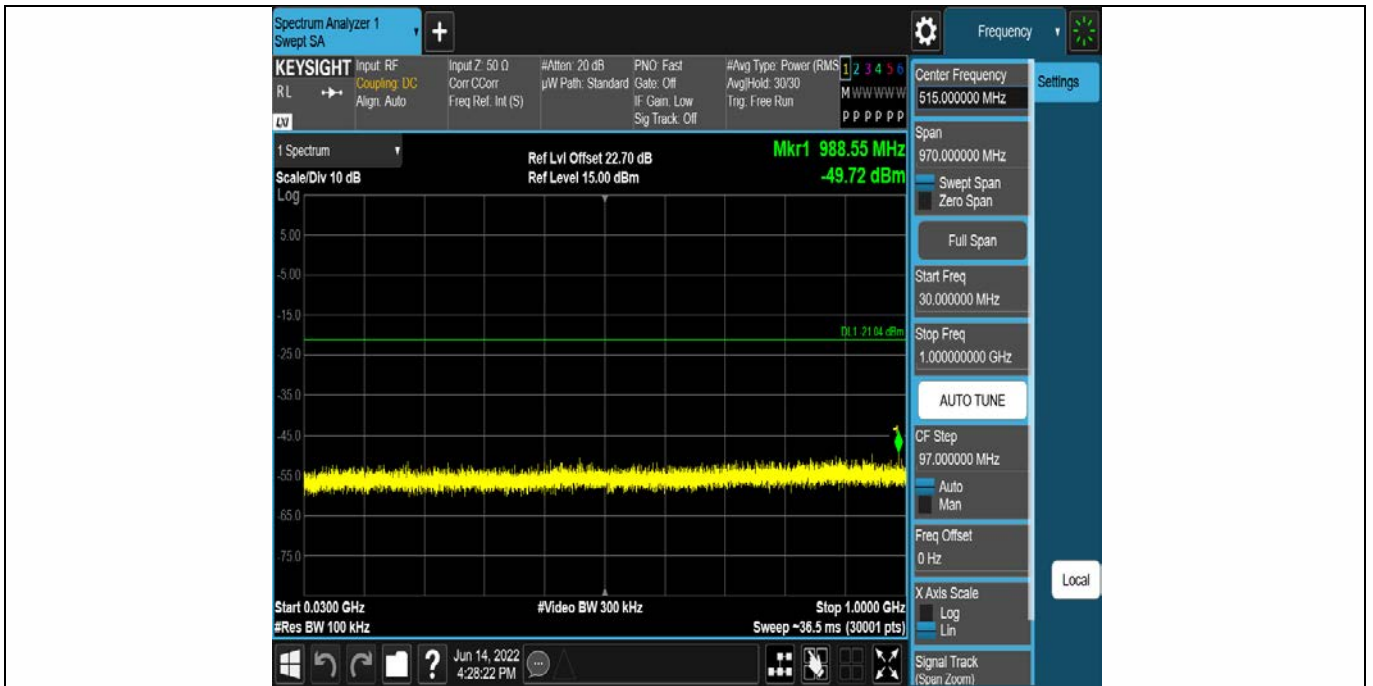 Spectrum Analyzer 1
Swept SA
+
Frequency
KEYSIGHT
RL
Input: RF
Coupling: DC
Align: Auto
Input Z: 50 Ω
Corr CCorr
Freq Ref: Int (S)
#Atten: 20 dB
µW Path: Standard
PNO: Fast
Gate: Off
IF Gain: Low
Sig Track: Off
#Avg Type: Power (RMS
Avg|Hold: 30/30
Trig: Free Run
1 2 3 4 5 6
M W W W W W
P P P P P P
1 Spectrum
Scale/Div 10 dB
Log
Ref Lvl Offset 22.70 dB
Ref Level 15.00 dBm
Mkr1 988.55 MHz
-49.72 dBm
5.00
-5.00
-15.0
DL1 -21.04 dBm
-25.0
-35.0
-45.0
1
-55.0
-65.0
-75.0
Start 0.0300 GHz
#Res BW 100 kHz
#Video BW 300 kHz
Stop 1.0000 GHz
Sweep ~36.5 ms (30001 pts)
Center Frequency
515.000000 MHz
Settings
Span
970.000000 MHz
Swept Span
Zero Span
Full Span
Start Freq
30.000000 MHz
Stop Freq
1.000000000 GHz
AUTO TUNE
CF Step
97.000000 MHz
Auto
Man
Freq Offset
0 Hz
X Axis Scale
Log
Lin
Local
Signal Track
(Span Zoom)
?
Jun 14, 2022
4:28:22 PM